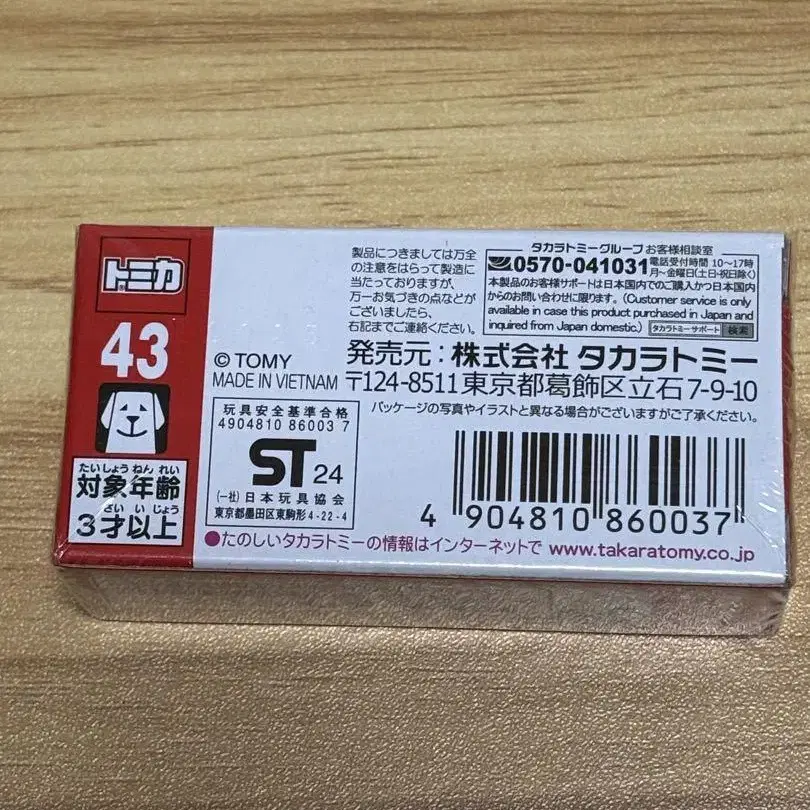 トミカ
43
たいしょうねんれい
対象年齢
さいいじょう
3才以上
© TOMY
MADE IN VIETNAM
玩具安全基準合格
4904810 86003 7
ST 24
(一社)日本玩具協会
東京都墨田区東駒形4-22-4
製品につきましては万全
の注意をはらって製造に
当たっておりますが、
万一お気づきの点などが
ございましたら、
右記までご連絡ください。
タカラトミーグループ お客様相談室
0570-041031
電話受付時間 10〜17時
月〜金曜日(土・日・祝日除く)
本製品のお客様サポートは日本国内でのご購入かつ日本国内
からのお問い合わせに限ります。(Customer service is only
available in case this product purchased in Japan and
inquired from Japan domestic.) タカラトミーサポート 検索
発売元:株式会社 タカラトミー
〒124-8511 東京都葛飾区立石7-9-10
パッケージの写真やイラストと異なる場合がございますがご了承ください。
4 904810 860037
●たのしいタカラトミーの情報はインターネットで www.takaratomy.co.jp